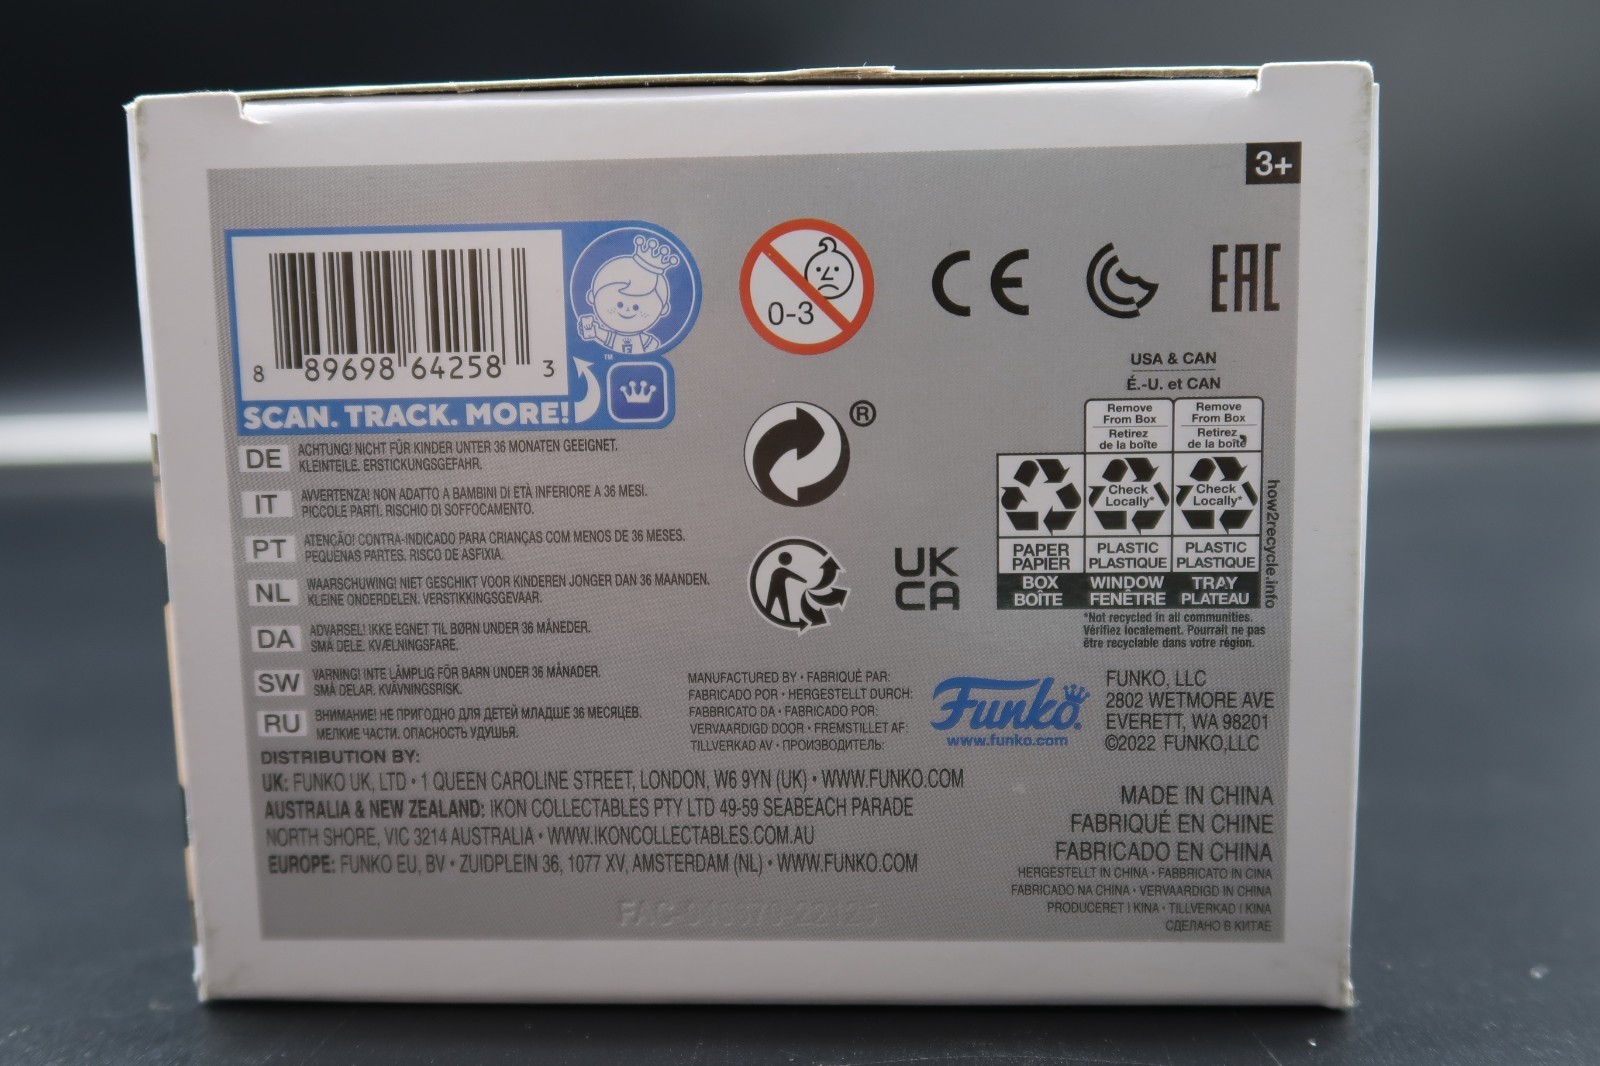 3+
8 89698 64258 3
™
SCAN. TRACK. MORE!
0-3
CE
EAC
DE ACHTUNG! NICHT FÜR KINDER UNTER 36 MONATEN GEEIGNET.
KLEINTEILE. ERSTICKUNGSGEFAHR.
IT AVVERTENZA! NON ADATTO A BAMBINI DI ETÀ INFERIORE A 36 MESI.
PICCOLE PARTI. RISCHIO DI SOFFOCAMENTO.
PT ATENÇÃO! CONTRA-INDICADO PARA CRIANÇAS COM MENOS DE 36 MESES.
PEQUENAS PARTES. RISCO DE ASFIXIA.
NL WAARSCHUWING! NIET GESCHIKT VOOR KINDEREN JONGER DAN 36 MAANDEN.
KLEINE ONDERDELEN. VERSTIKKINGSGEVAAR.
DA ADVARSEL! IKKE EGNET TIL BØRN UNDER 36 MÅNEDER.
SMÅ DELE. KVÆLNINGSFARE.
SW VARNING! INTE LÄMPLIG FÖR BARN UNDER 36 MÅNADER.
SMÅ DELAR. KVÄVNINGSRISK.
RU ВНИМАНИЕ! НЕ ПРИГОДНО ДЛЯ ДЕТЕЙ МЛАДШЕ 36 МЕСЯЦЕВ.
МЕЛКИЕ ЧАСТИ. ОПАСНОСТЬ УДУШЬЯ.
®
UK
CA
USA & CAN
É.-U. et CAN
Remove
From Box
Retirez
de la boîte
Remove
From Box
Retirez
de la boîte
Check
Locally*
Check
Locally*
PAPER
PAPIER
BOX
BOÎTE
PLASTIC
PLASTIQUE
WINDOW
FENÊTRE
PLASTIC
PLASTIQUE
TRAY
PLATEAU
how2recycle.info
*Not recycled in all communities.
Vérifiez localement. Pourrait ne pas
être recyclable dans votre région.
MANUFACTURED BY • FABRIQUÉ PAR:
FABRICADO POR • HERGESTELLT DURCH:
FABBRICATO DA • FABRICADO POR:
VERVAARDIGD DOOR • FREMSTILLET AF:
TILLVERKAD AV • ПРОИЗВОДИТЕЛЬ:
Funko
www.funko.com
FUNKO, LLC
2802 WETMORE AVE
EVERETT, WA 98201
©2022 FUNKO,LLC
DISTRIBUTION BY:
UK: FUNKO UK, LTD • 1 QUEEN CAROLINE STREET, LONDON, W6 9YN (UK) • WWW.FUNKO.COM
AUSTRALIA & NEW ZEALAND: IKON COLLECTABLES PTY LTD 49-59 SEABEACH PARADE
NORTH SHORE, VIC 3214 AUSTRALIA • WWW.IKONCOLLECTABLES.COM.AU
EUROPE: FUNKO EU, BV • ZUIDPLEIN 36, 1077 XV, AMSTERDAM (NL) • WWW.FUNKO.COM
MADE IN CHINA
FABRIQUÉ EN CHINE
FABRICADO EN CHINA
HERGESTELLT IN CHINA • FABBRICATO IN CINA
FABRICADO NA CHINA • VERVAARDIGD IN CHINA
PRODUCERET I KINA • TILLVERKAD I KINA
СДЕЛАНО В КИТАЕ